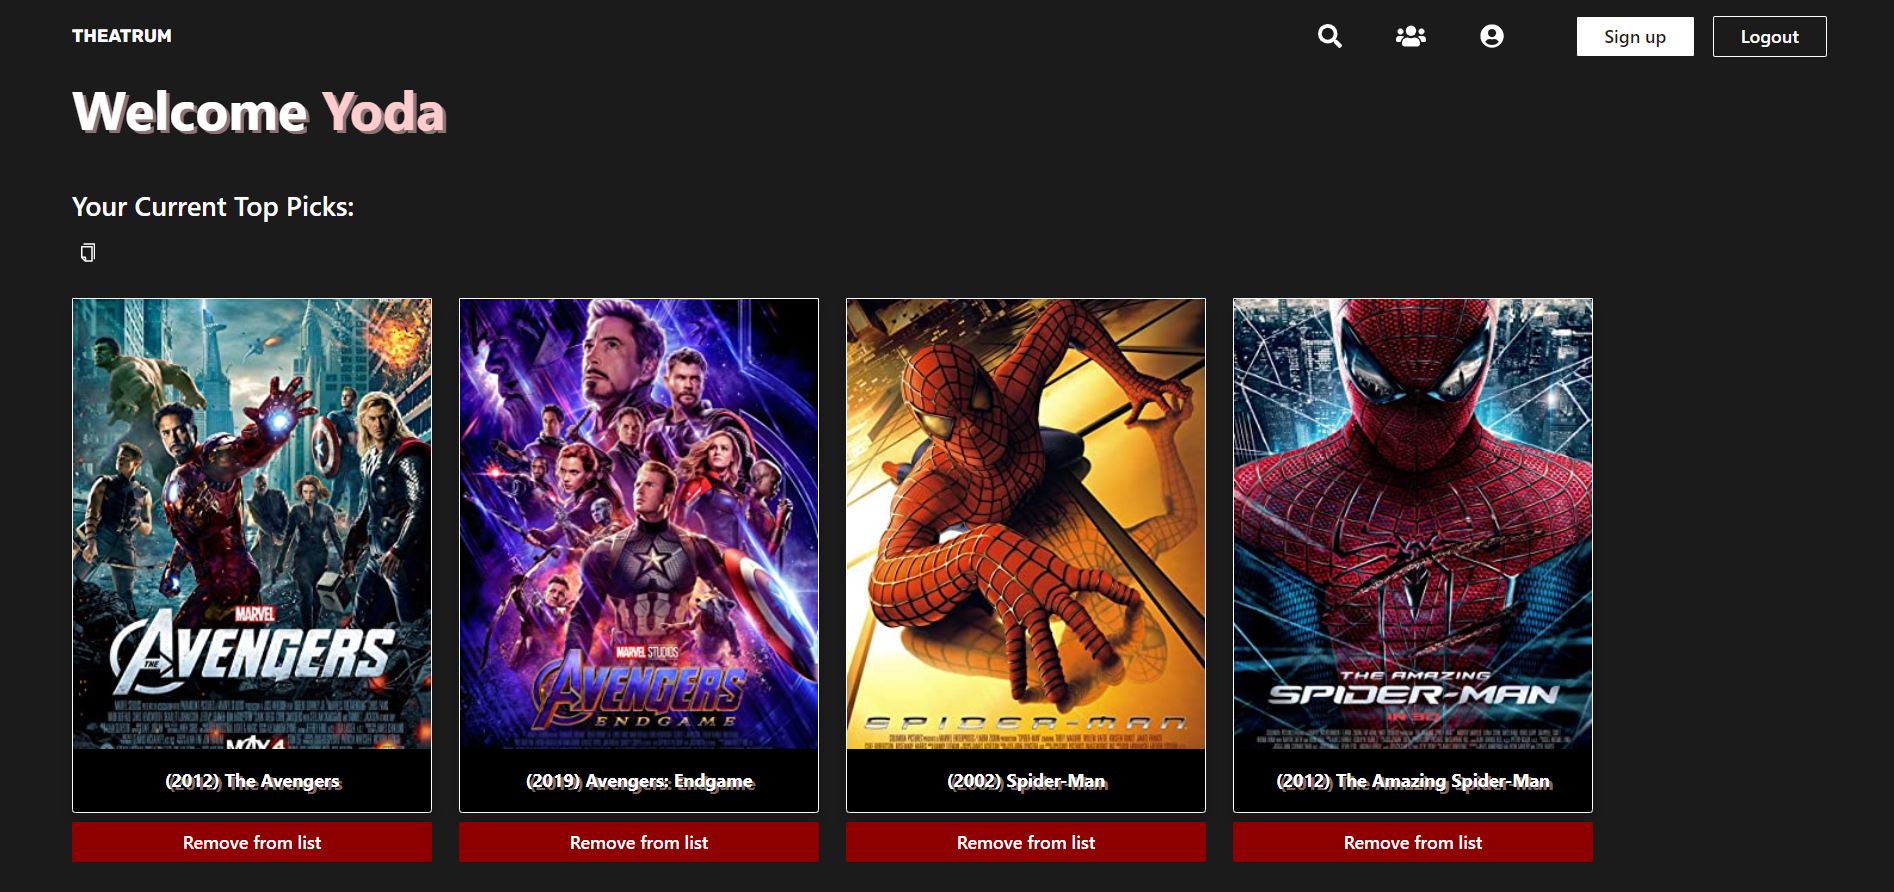 THEATRUM
Sign up
Logout
Welcome Yoda
Your Current Top Picks:
MARVEL
THE AVENGERS
MAY 4
(2012) The Avengers
Remove from list
MARVEL STUDIOS
AVENGERS
ENDGAME
(2019) Avengers: Endgame
Remove from list
SPIDER-MAN
(2002) Spider-Man
Remove from list
THE AMAZING
SPIDER-MAN
IN 3D
(2012) The Amazing Spider-Man
Remove from list